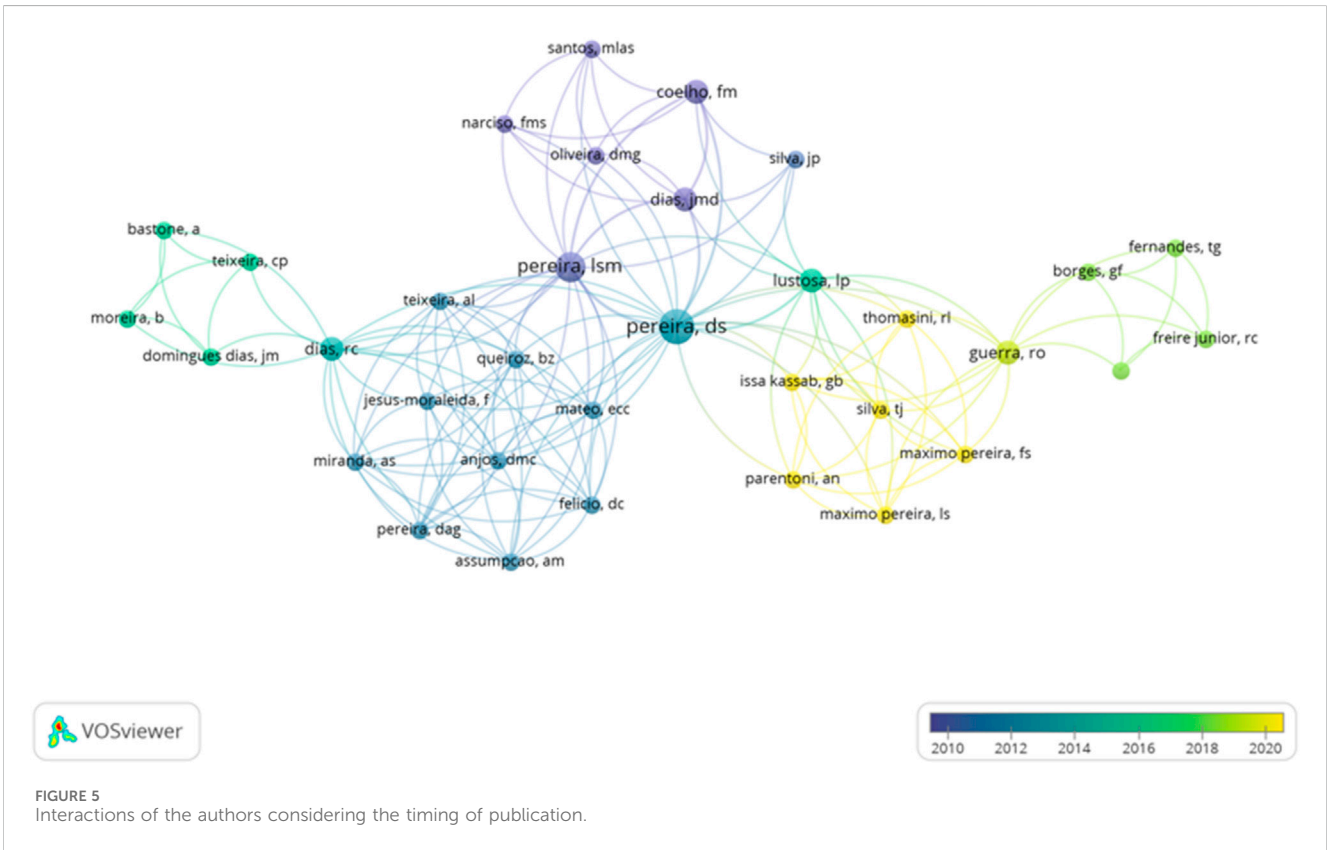 santos, mlas
coelho, fm
narciso, fms
oliveira, dmg
silva, jp
dias, jmd
bastone, a
teixeira, cp
pereira, lsm
fernandes, tg
borges, gf
lustosa, lp
teixeira, al
moreira, b
pereira, ds
thomasini, rl
freire junior, rc
dias, rc
domingues dias, jm
queiroz, bz
guerra, ro
issa kassab, gb
jesus-moraleida, f
mateo, ecc
silva, tj
miranda, as
anjos, dmc
maximo pereira, fs
parentoni, an
felicio, dc
maximo pereira, ls
pereira, dag
assumpcao, am
VOSviewer
2010 2012 2014 2016 2018 2020
FIGURE 5
Interactions of the authors considering the timing of publication.